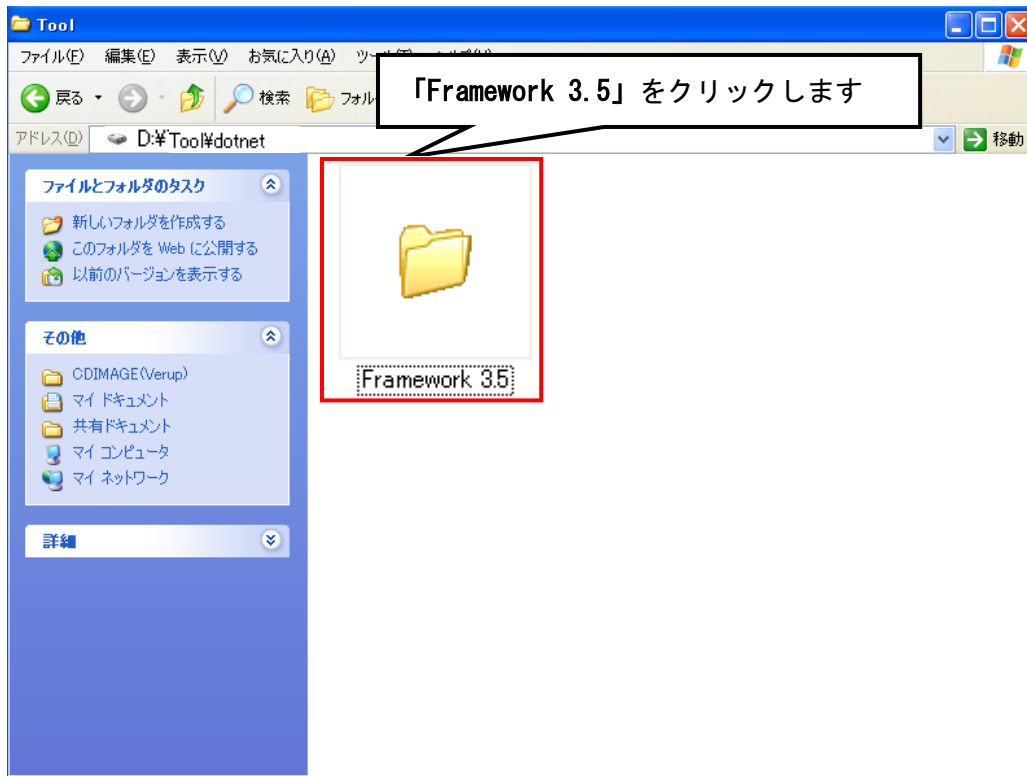 Tool
ファイル(F) 編集(E) 表示(V) お気に入り(A)
「Framework 3.5」をクリックします
戻る 検索 フォル
アドレス(D) D:¥Tool¥dotnet 移動
ファイルとフォルダのタスク
新しいフォルダを作成する
このフォルダを Web に公開する
以前のバージョンを表示する
その他
CDIMAGE(Verup)
マイ ドキュメント
共有ドキュメント
マイ コンピュータ
マイ ネットワーク
詳細
Framework 3.5